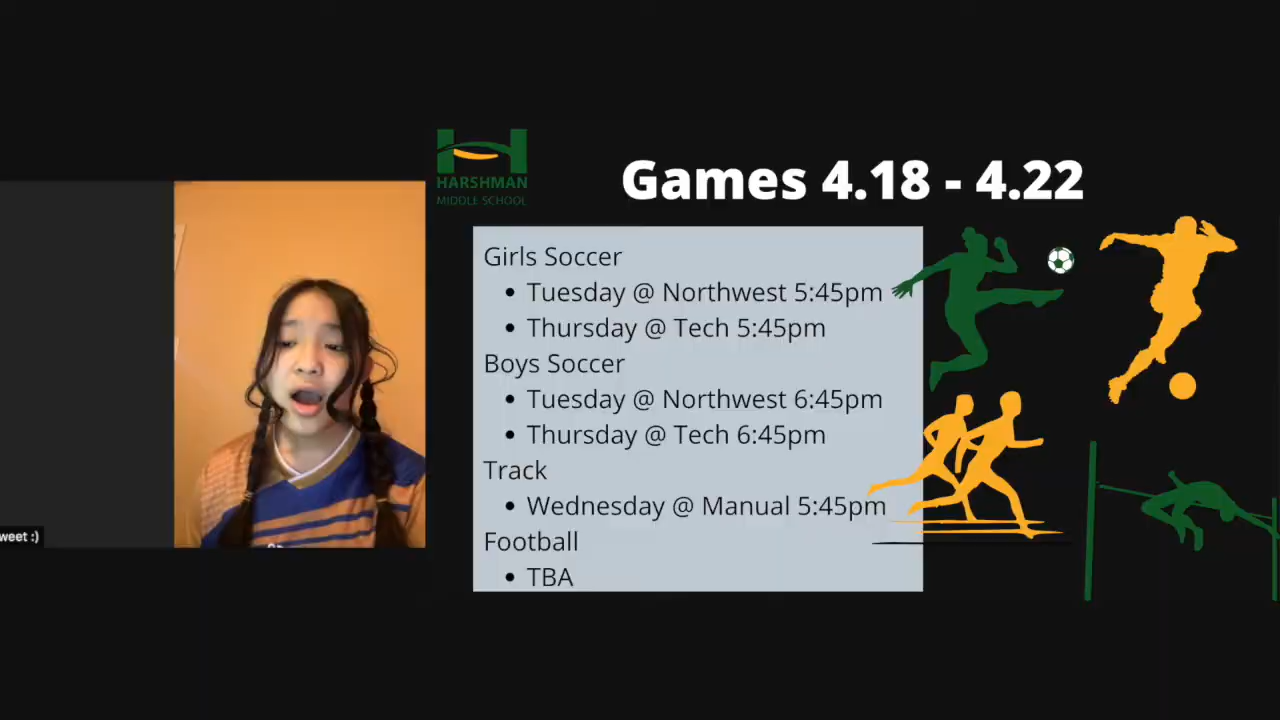 HARSHMAN
MIDDLE SCHOOL
Games 4.18 - 4.22
Girls Soccer
• Tuesday @ Northwest 5:45pm
• Thursday @ Tech 5:45pm
Boys Soccer
• Tuesday @ Northwest 6:45pm
• Thursday @ Tech 6:45pm
Track
• Wednesday @ Manual 5:45pm
Football
• TBA
weet :)